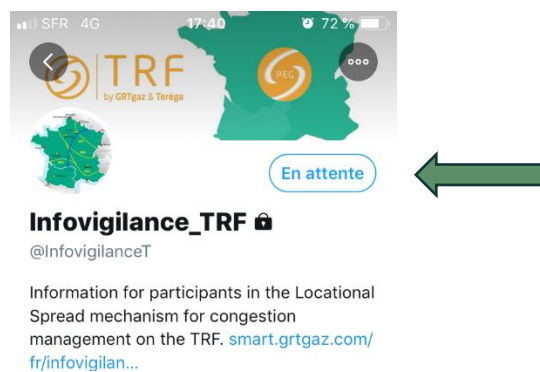 SFR 4G 17:40 72 %
TRF
by GRTgaz & Teréga
PEG
En attente
Infovigilance_TRF
@InfovigilanceT
Information for participants in the Locational
Spread mechanism for congestion
management on the TRF. smart.grtgaz.com/
fr/infovigilan...